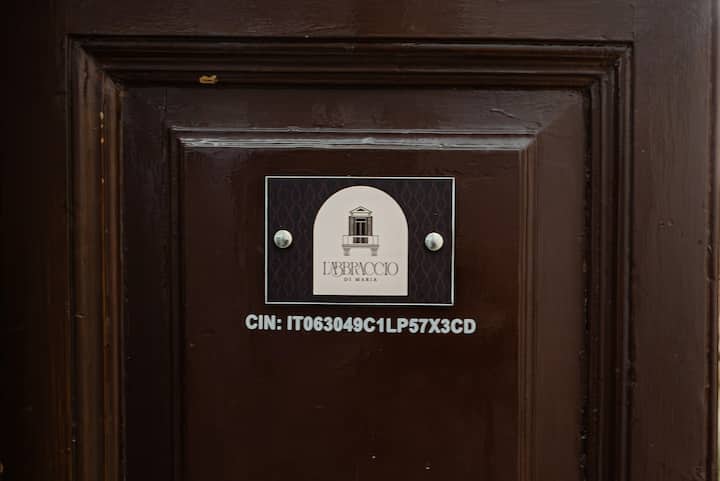 L'ABBRACCIO
DI MARIA
CIN: IT063049C1LP57X3CD